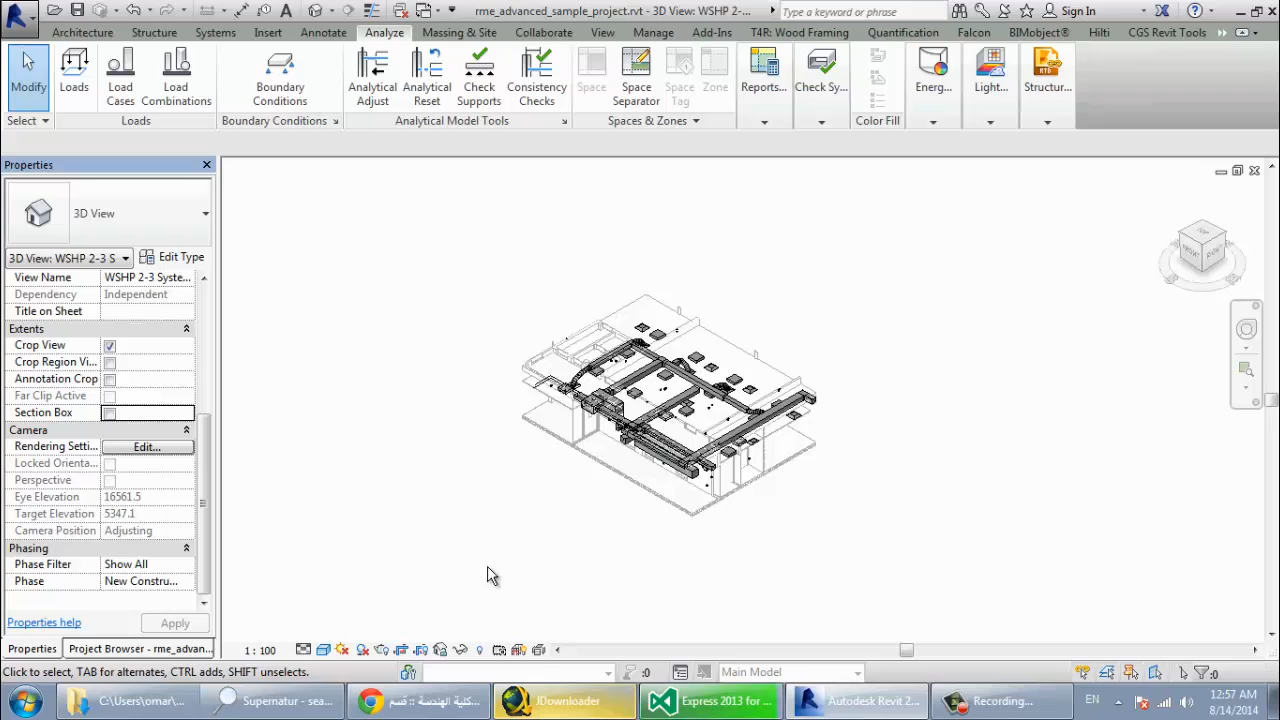 rme_advanced_sample_project.rvt - 3D View: WSHP 2-3 S...
Type a keyword or phrase
Sign In
Architecture Structure Systems Insert Annotate Analyze Massing & Site Collaborate View Manage Add-Ins T4R: Wood Framing Quantification Falcon BIMobject® Hilti CGS Revit Tools
Modify
Loads
Load Cases
Load Combinations
Boundary Conditions
Analytical Adjust
Analytical Reset
Check Supports
Consistency Checks
Space
Space Separator
Space Tag
Zone
Reports...
Check Sy...
Energ...
Light...
Structur...
Select
Loads
Boundary Conditions
Analytical Model Tools
Spaces & Zones
Color Fill
Properties
3D View
3D View: WSHP 2-3 S
Edit Type
View Name WSHP 2-3 Syste...
Dependency Independent
Title on Sheet
Extents
Crop View
Crop Region Vi...
Annotation Crop
Far Clip Active
Section Box
Camera
Rendering Setti... Edit...
Locked Orienta...
Perspective
Eye Elevation 16561.5
Target Elevation 5347.1
Camera Position Adjusting
Phasing
Phase Filter Show All
Phase New Constru...
Properties help
Apply
Properties
Project Browser - rme_advan...
1 : 100
Click to select, TAB for alternates, CTRL adds, SHIFT unselects.
:0
Main Model
:0
C:\Users\omar/...
Supernatur - sea...
كلية الهندسة :: قسم...
JDownloader
Express 2013 for ...
Autodesk Revit 2...
Recording...
EN
12:57 AM
8/14/2014